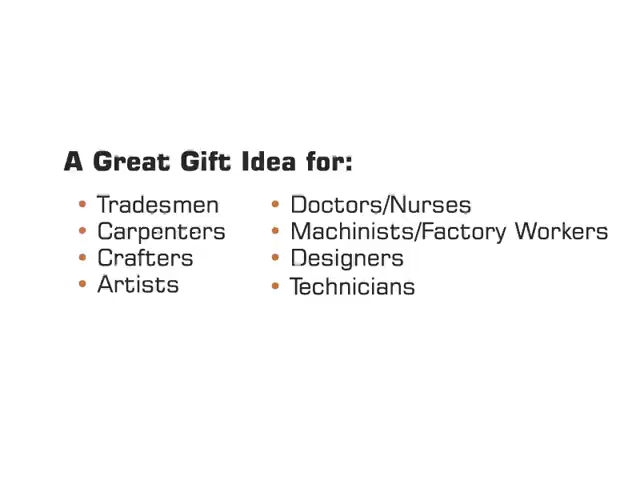 A Great Gift Idea for:
• Tradesmen
• Carpenters
• Crafters
• Artists
• Doctors/Nurses
• Machinists/Factory Workers
• Designers
• Technicians